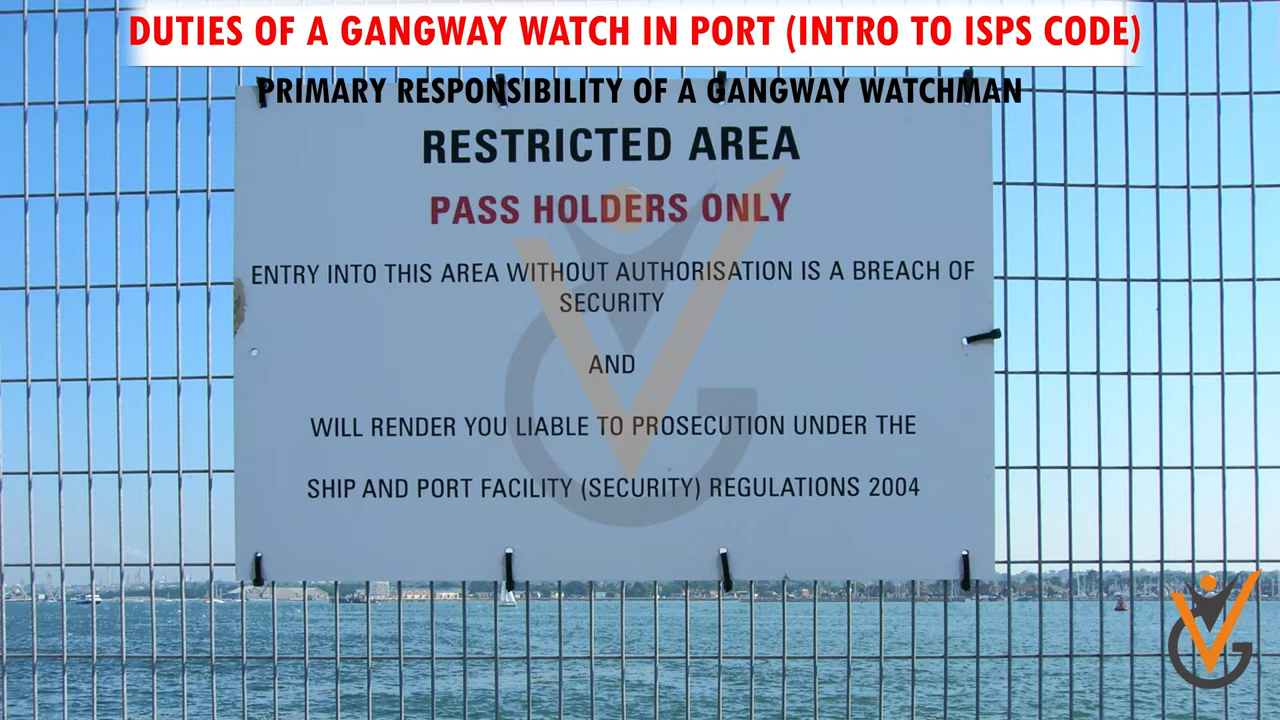 DUTIES OF A GANGWAY WATCH IN PORT (INTRO TO ISPS CODE)
PRIMARY RESPONSIBILITY OF A GANGWAY WATCHMAN
RESTRICTED AREA
PASS HOLDERS ONLY
ENTRY INTO THIS AREA WITHOUT AUTHORISATION IS A BREACH OF
SECURITY
AND
WILL RENDER YOU LIABLE TO PROSECUTION UNDER THE
SHIP AND PORT FACILITY (SECURITY) REGULATIONS 2004